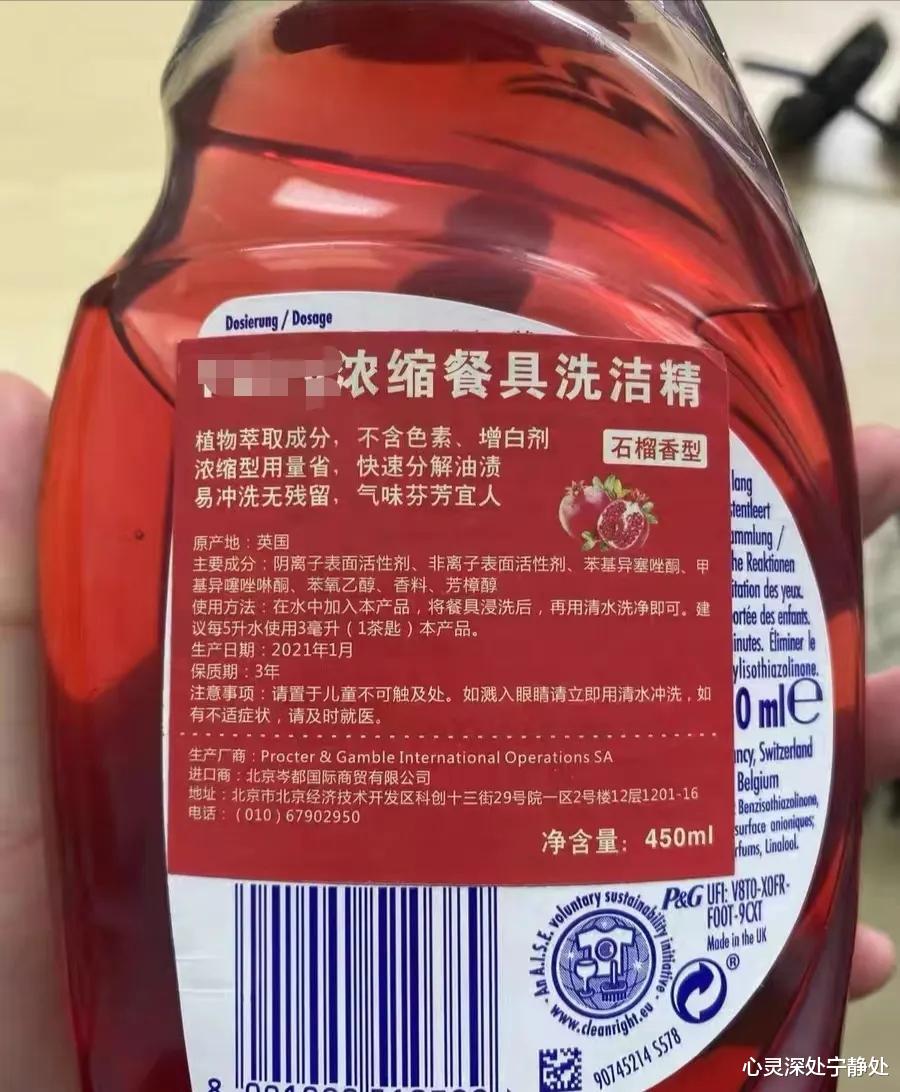 Dosierung / Dosage
浓缩餐具洗洁精
植物萃取成分，不含色素、增白剂
浓缩型用量省，快速分解油渍
易冲洗无残留，气味芬芳宜人
石榴香型
原产地：英国
主要成分：阴离子表面活性剂、非离子表面活性剂、苯基异塞唑酮、甲
基异噻唑啉酮、苯氧乙醇、香料、芳樟醇
使用方法：在水中加入本产品，将餐具浸洗后，再用清水洗净即可。建
议每5升水使用3毫升（1茶匙）本产品。
生产日期：2021年1月
保质期：3年
注意事项：请置于儿童不可触及处。如溅入眼睛请立即用清水冲洗，如
有不适症状，请及时就医。
生产厂商：Procter & Gamble International Operations SA
进口商：北京岑都国际商贸有限公司
地址：北京市北京经济技术开发区科创十三街29号院一区2号楼12层1201-16
电话：（010）67902950
净含量：450ml
lang
tentleert
ammlung /
he Reaktionen
itation des yeux.
ortée des enfants.
inutes. Éliminer le
ylisothiazolinone.
0 ml℮
ncy, Switzerland
Belgium
Benzisothiazolinone,
surface anioniques;
rfums, Linalool.
An A.I.S.E. voluntary sustainability initiative
www.cleanright.eu
P&G UFI: V8T0-X0FR-
F00T-9CXT
Made in the UK
®
90745214 S578
心灵深处宁静处